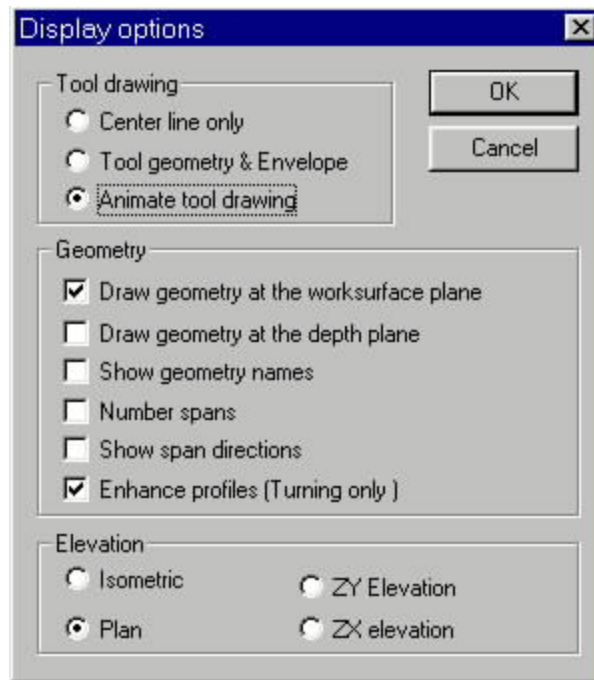 Display options
Tool drawing
Center line only
Tool geometry & Envelope
Animate tool drawing
OK
Cancel
Geometry
Draw geometry at the worksurface plane
Draw geometry at the depth plane
Show geometry names
Number spans
Show span directions
Enhance profiles (Turning only )
Elevation
Isometric
ZY Elevation
Plan
ZX elevation